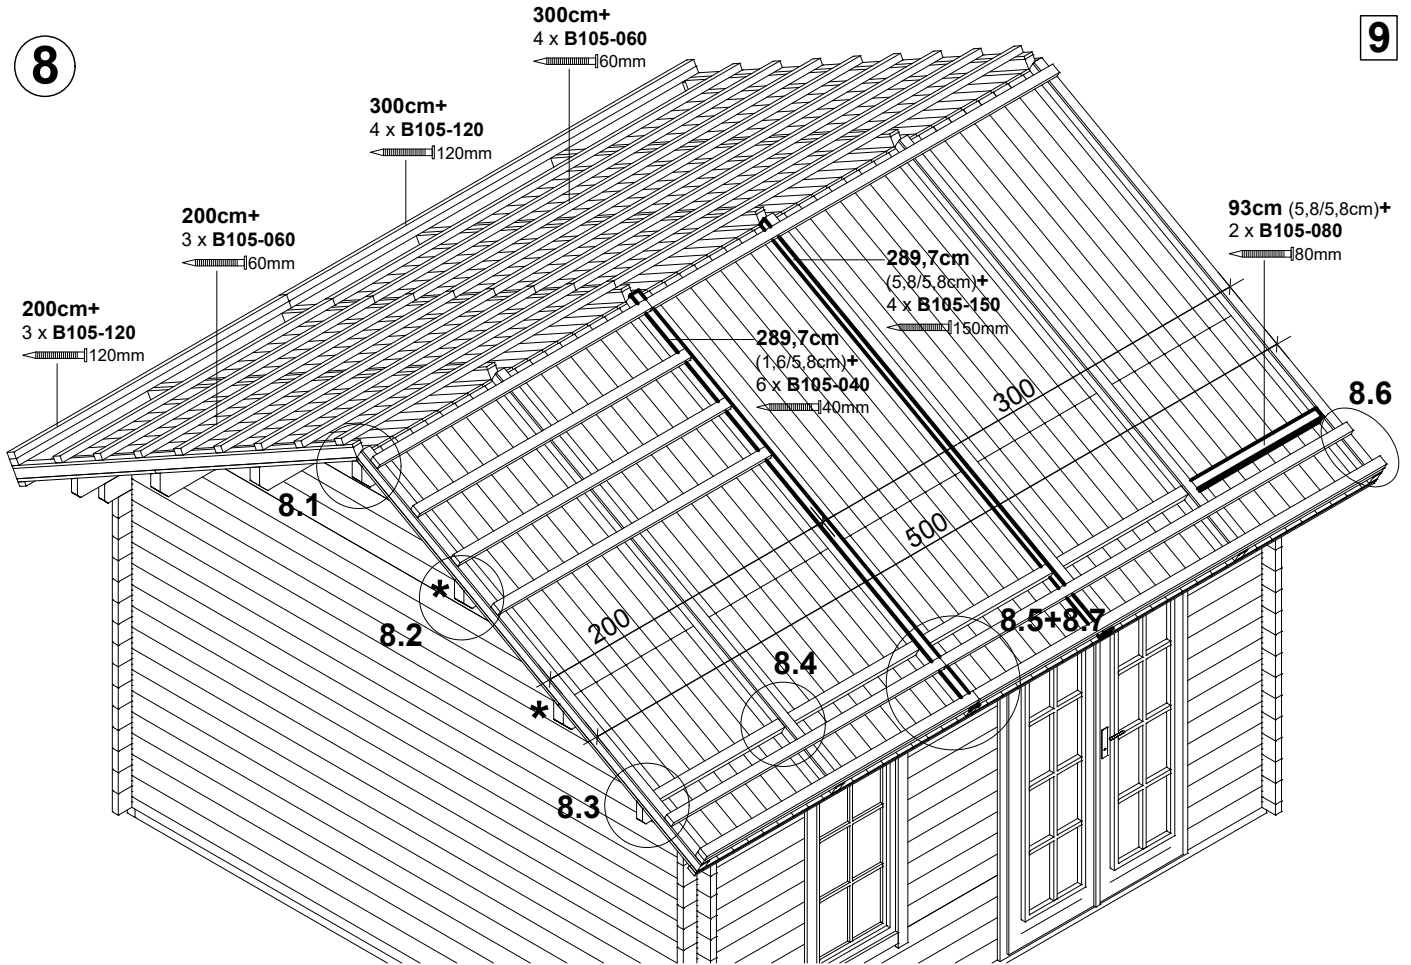 8
300cm+
4 x B105-060
60mm
9
300cm+
4 x B105-120
120mm
200cm+
3 x B105-060
60mm
93cm (5,8/5,8cm)+
2 x B105-080
80mm
200cm+
3 x B105-120
120mm
289,7cm
(5,8/5,8cm)+
4 x B105-150
150mm
289,7cm
(1,6/5,8cm)+
6 x B105-040
40mm
300
8.6
8.1
500
*
8.2
200
8.5+8.7
8.4
*
8.3